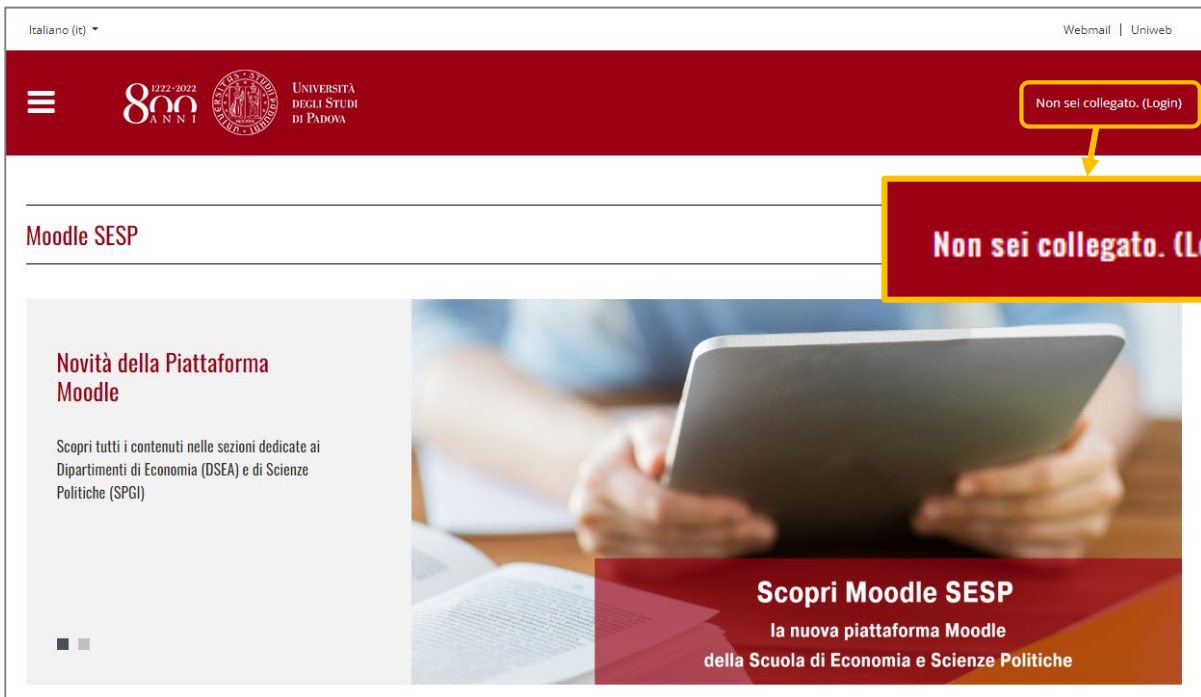 Italiano (it)
Webmail | Uniweb
1222·2022
800
ANNI
UNIVERSITÀ
DEGLI STUDI
DI PADOVA
Non sei collegato. (Login)
Non sei collegato.
Moodle SESP
Novità della Piattaforma
Moodle
Scopri tutti i contenuti nelle sezioni dedicate ai
Dipartimenti di Economia (DSEA) e di Scienze
Politiche (SPGI)
Scopri Moodle SESP
la nuova piattaforma Moodle
della Scuola di Economia e Scienze Politiche